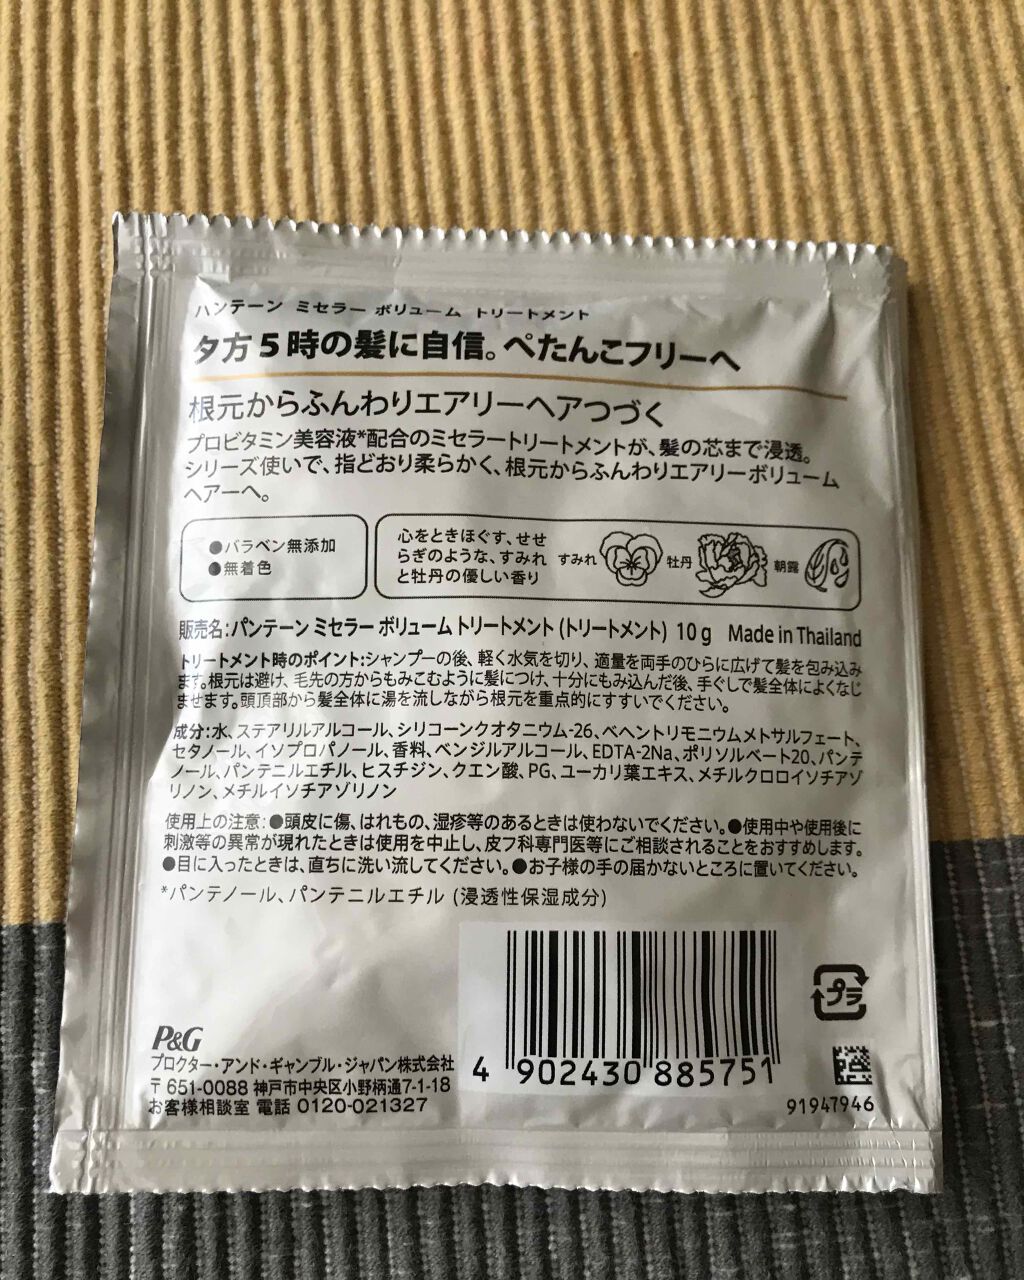 パンテーン ミセラー ボリューム トリートメント
夕方5時の髪に自信。ぺたんこフリーへ
根元からふんわりエアリーヘアつづく
プロビタミン美容液*配合のミセラートリートメントが、髪の芯まで浸透。
シリーズ使いで、指どおり柔らかく、根元からふんわりエアリーボリューム
ヘアーへ。
●パラベン無添加
●無着色
心をときほぐす、せせ
らぎのような、すみれ
と牡丹の優しい香り
すみれ
牡丹
朝露
販売名:パンテーン ミセラー ボリューム トリートメント (トリートメント) 10g Made in Thailand
トリートメント時のポイント:シャンプーの後、軽く水気を切り、適量を両手のひらに広げて髪を包み込み
ます。根元は避け、毛先の方からもみこむように髪につけ、十分にもみ込んだ後、手ぐしで髪全体によくなじ
ませます。頭頂部から髪全体に湯を流しながら根元を重点的にすすいでください。
成分:水、ステアリルアルコール、シリコーンクオタニウム-26、ベヘントリモニウムメトサルフェート、
セタノール、イソプロパノール、香料、ベンジルアルコール、EDTA-2Na、ポリソルベート20、パンテ
ノール、パンテニルエチル、ヒスチジン、クエン酸、PG、ユーカリ葉エキス、メチルクロロイソチアゾ
リノン、メチルイソチアゾリノン
使用上の注意:●頭皮に傷、はれもの、湿疹等のあるときは使わないでください。●使用中や使用後に
刺激等の異常が現れたときは使用を中止し、皮フ科専門医等にご相談されることをおすすめします。
●目に入ったときは、直ちに洗い流してください。●お子様の手の届かないところに置いてください。
*パンテノール、パンテニルエチル (浸透性保湿成分)
プラ
P&G
プロクター・アンド・ギャンブル・ジャパン株式会社
〒651-0088 神戸市中央区小野柄通7-1-18
お客様相談室 電話 0120-021327
4 902430 885751
91947946